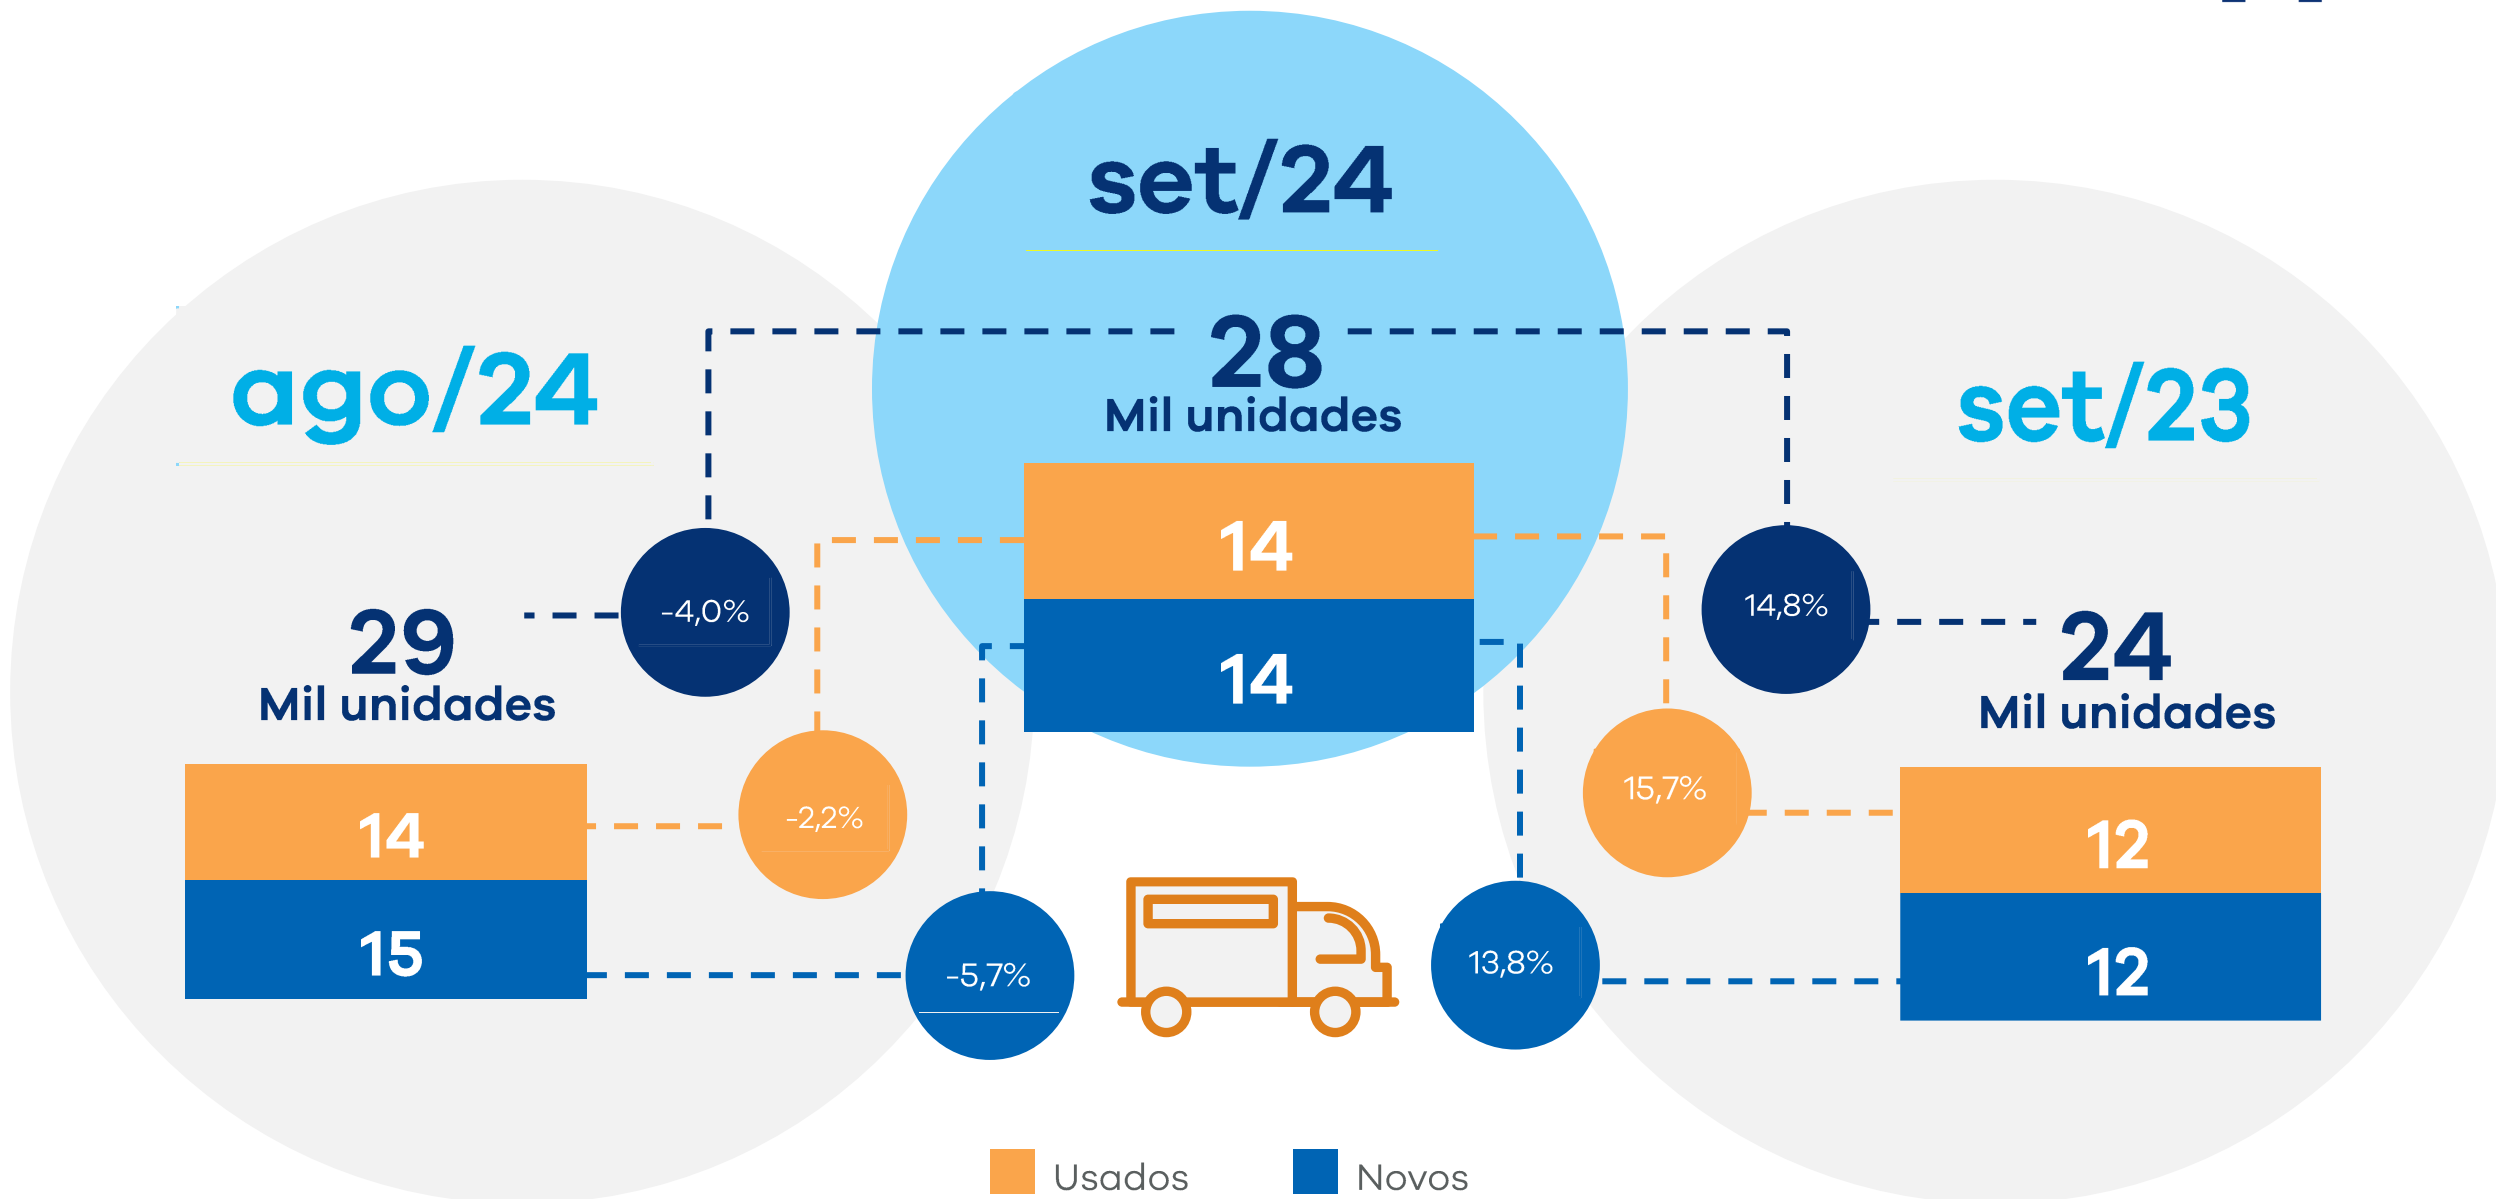 set/24
28
Mil unidades
14
14
ago/24
29
Mil unidades
14
15
set/23
24
Mil unidades
12
12
-4,0%
-2,2%
-5,7%
14,8%
15,7%
13,8%
Usados
Novos